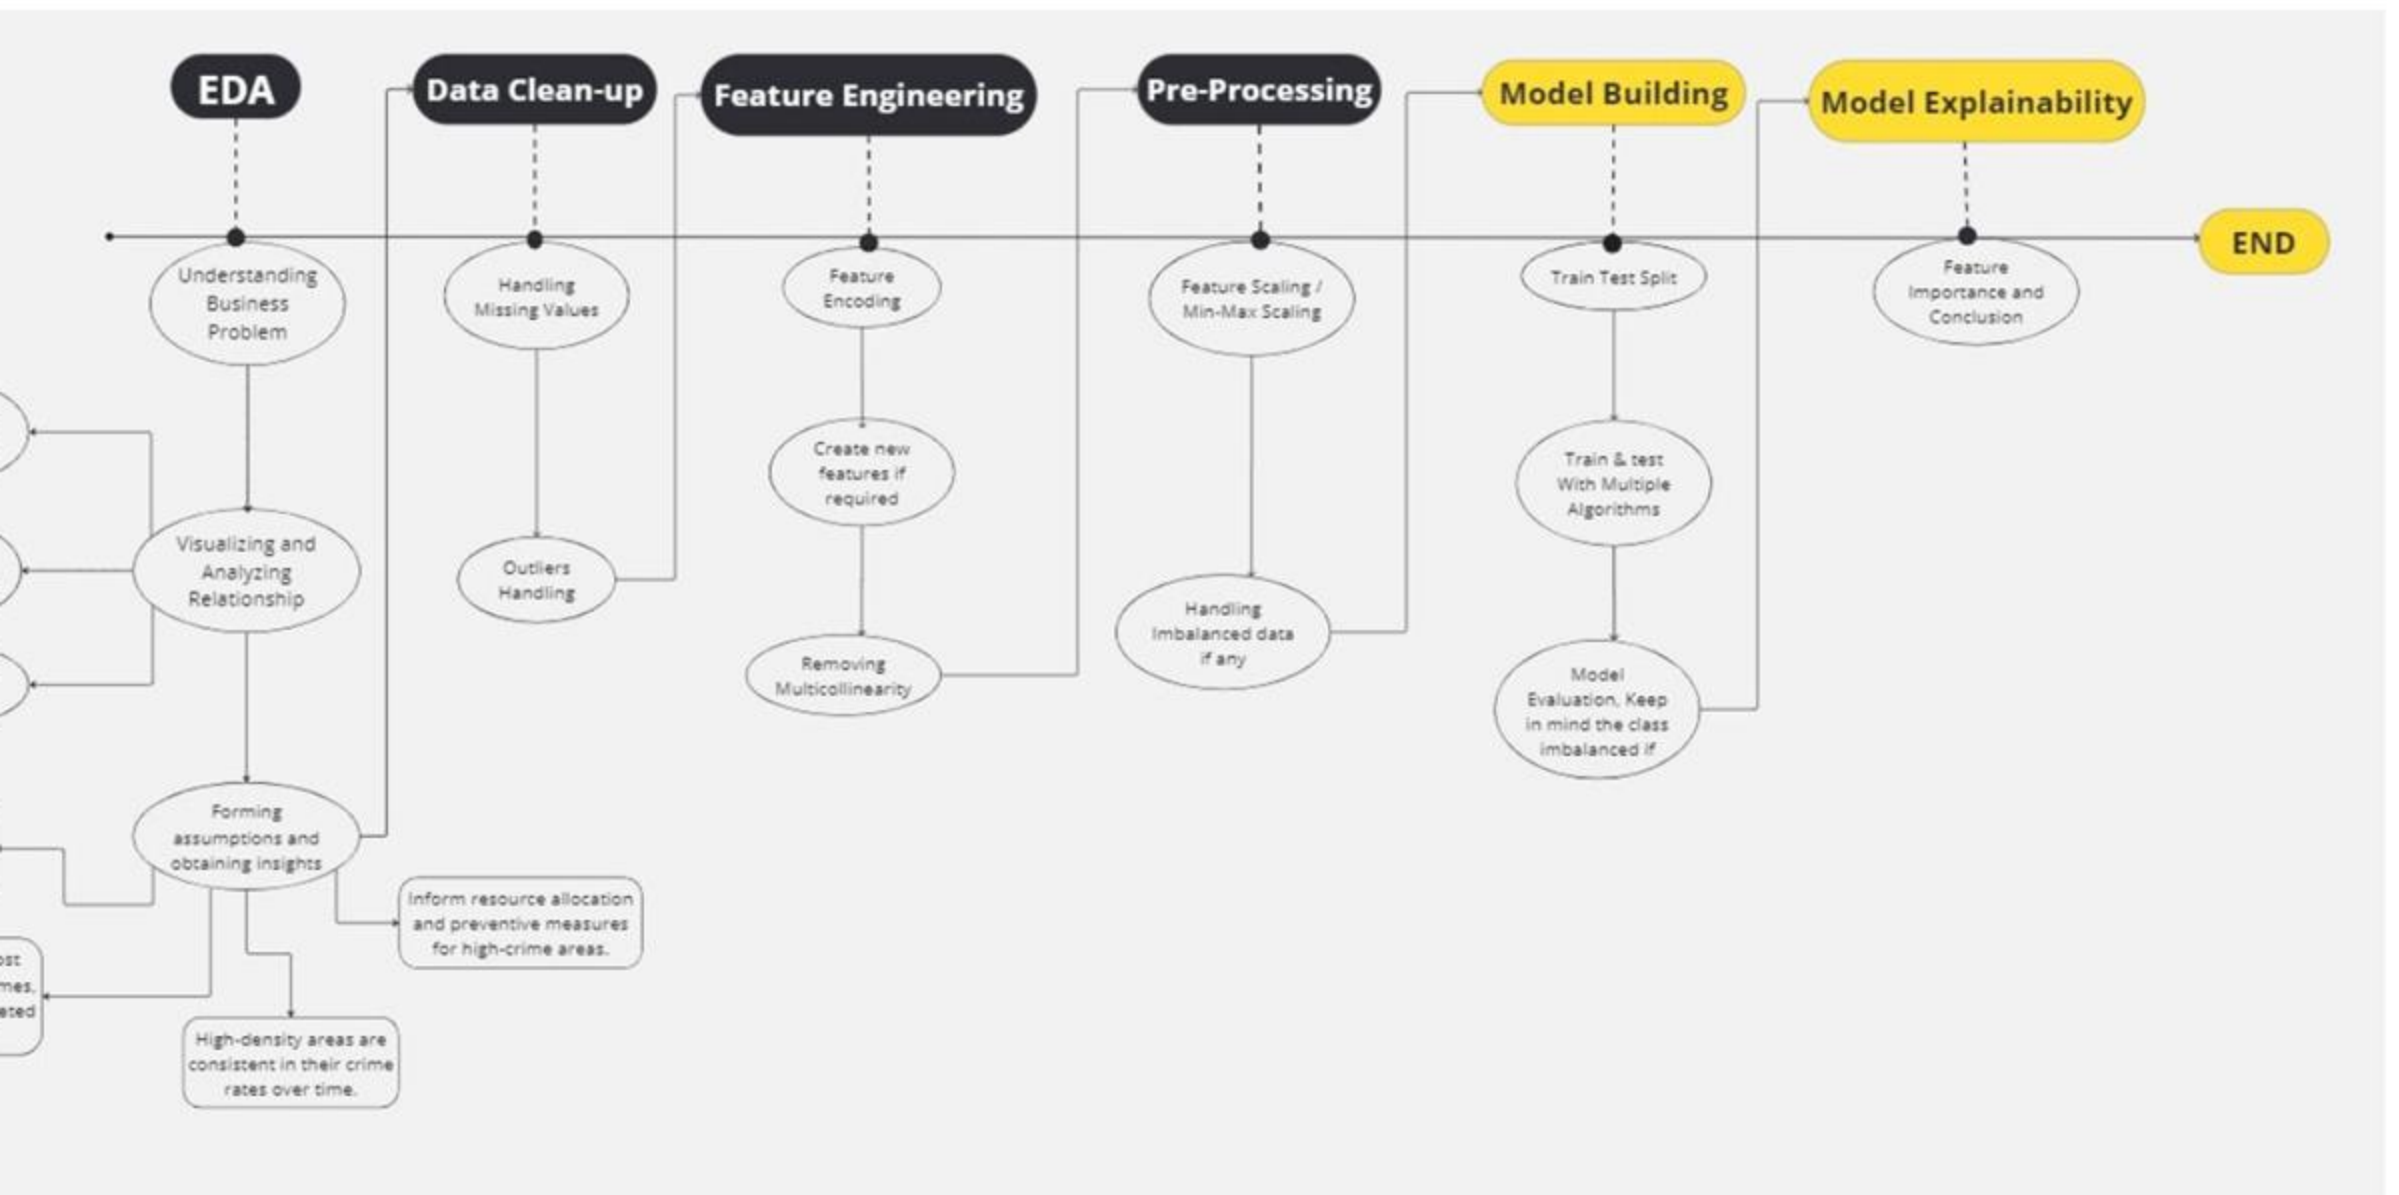 EDA
Data Clean-up
Feature Engineering
Pre-Processing
Model Building
Model Explainability
END
Understanding
Business
Problem
Visualizing and
Analyzing
Relationship
Forming
assumptions and
obtaining insights
Inform resource allocation
and preventive measures
for high-crime areas.
High-density areas are
consistent in their crime
rates over time.
Handling
Missing Values
Outliers
Handling
Feature
Encoding
Create new
features if
required
Removing
Multicollinearity
Feature Scaling /
Min-Max Scaling
Handling
Imbalanced data
if any
Train Test Split
Train & test
With Multiple
Algorithms
Model
Evaluation, Keep
in mind the class
imbalanced if
Feature
Importance and
Conclusion